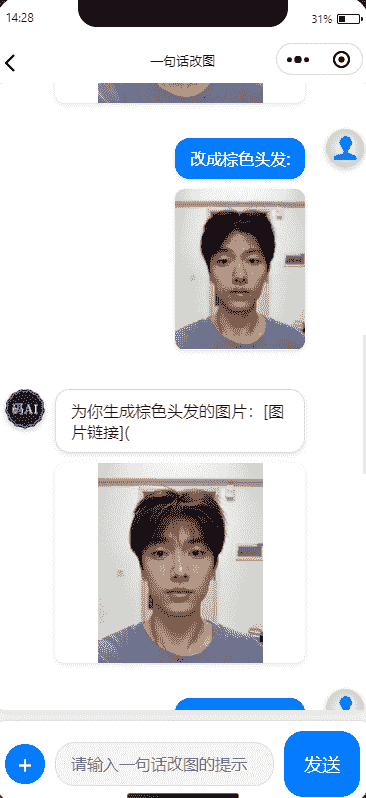 14:28
31%
一句话改图
改成棕色头发:
码AI
为你生成棕色头发的图片：[图
片链接](
+
请输入一句话改图的提示
发送